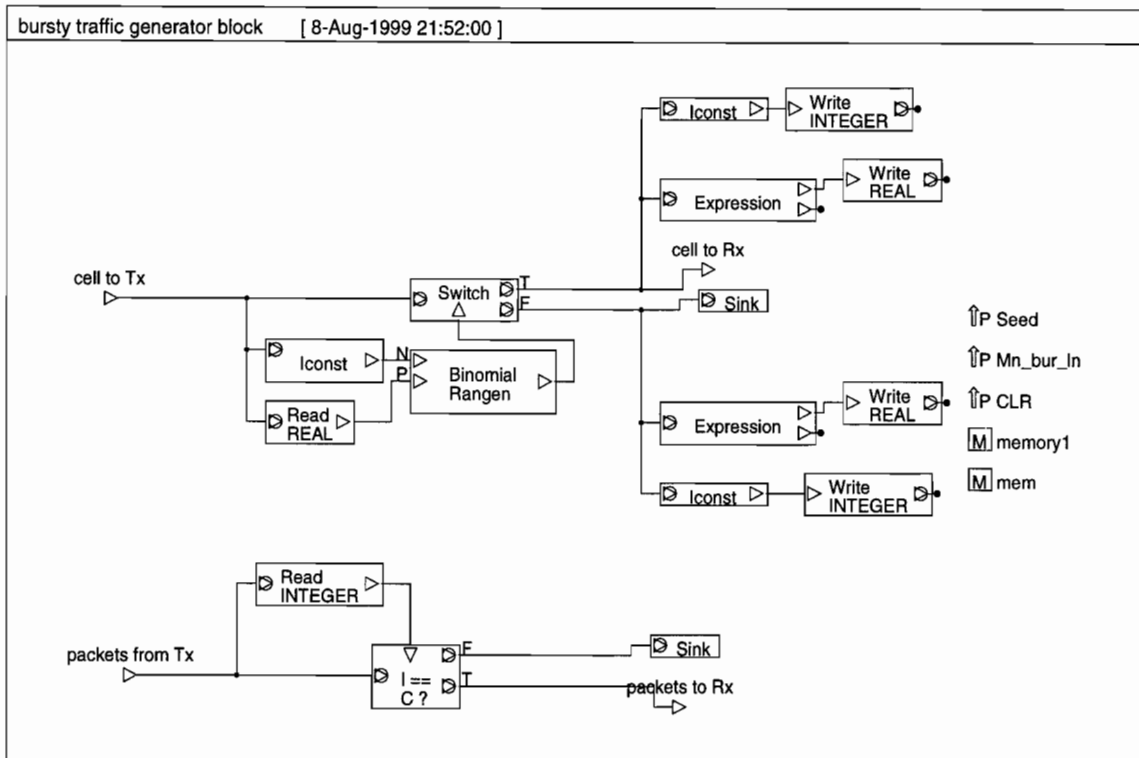 bursty traffic generator block [ 8-Aug-1999 21:52:00 ]
Iconst
Write
INTEGER
Expression
Write
REAL
cell to Tx
cell to Rx
Switch
T
F
Sink
Iconst
N
P
Binomial
Rangen
Read
REAL
Expression
Write
REAL
Iconst
Write
INTEGER
P Seed
P Mn_bur_ln
P CLR
M memory1
M mem
Read
INTEGER
packets from Tx
I ==
C ?
F
T
Sink
packets to Rx